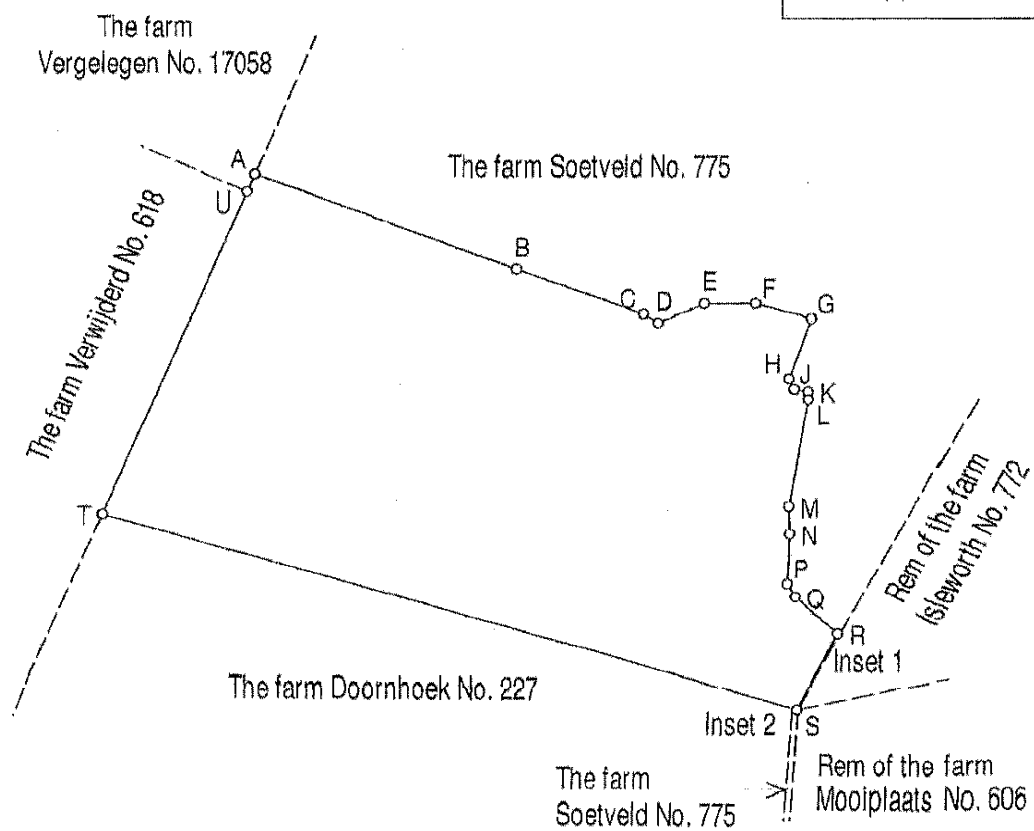 The farm
Vergelegen No. 17058
A
U
The farm Soetveld No. 775
The farm Verwijderd No. 618
B
C
D
E
F
G
H
J
K
L
M
N
P
Q
R
Inset 1
Rem of the farm
Isleworth No. 772
T
The farm Doornhoek No. 227
Inset 2
S
The farm
Soetveld No. 775
Rem of the farm
Mooiplaats No. 606